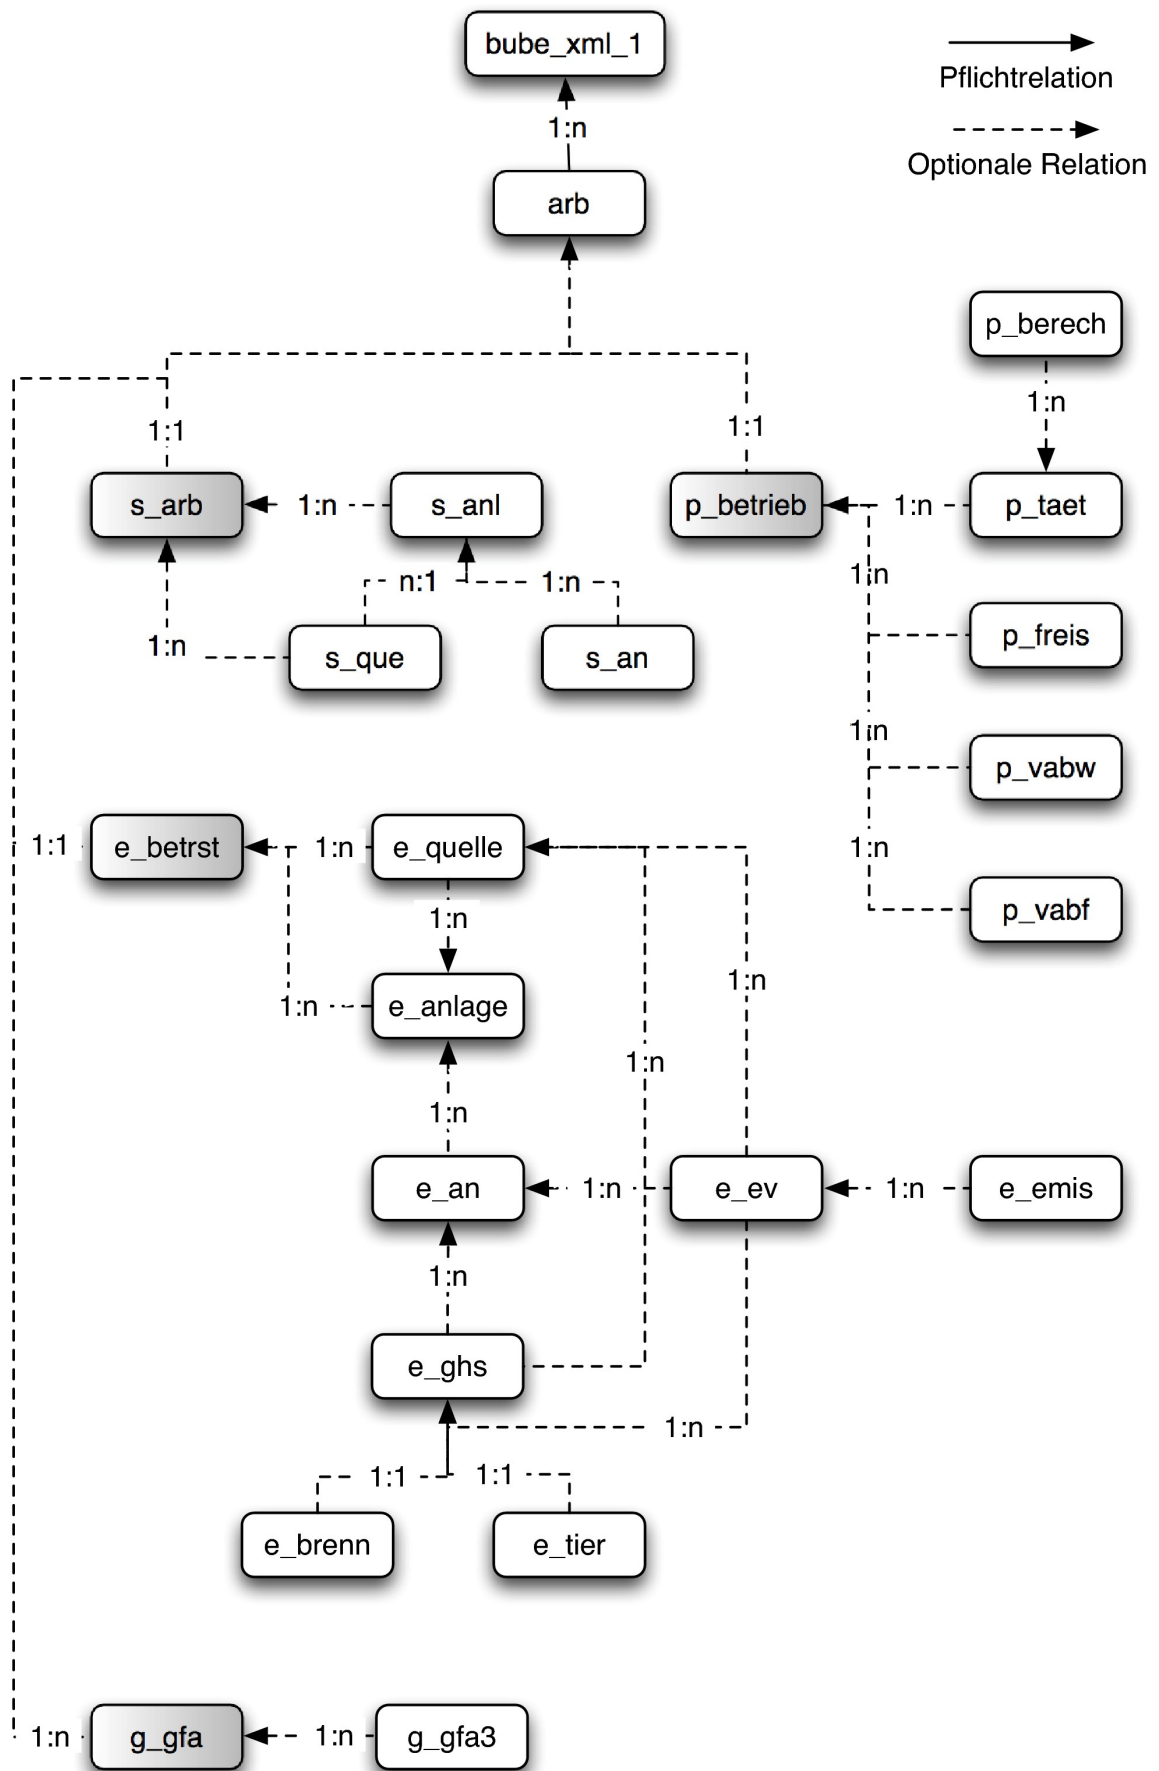 bube_xml_1
Pflichtrelation
1:n
Optionale Relation
arb
p_berech
1:n
1:1
1:1
s_arb
1:n
s_anl
p_betrieb
1:n
p_taet
n:1
1:n
1:n
1:n
s_que
s_an
p_freis
1:n
p_vabw
1:1
e_betrst
1:n
e_quelle
1:n
1:n
p_vabf
1:n
1:n
e_anlage
1:n
1:n
e_an
1:n
e_ev
1:n
e_emis
1:n
e_ghs
1:n
1:1
1:1
e_brenn
e_tier
1:n
g_gfa
1:n
g_gfa3